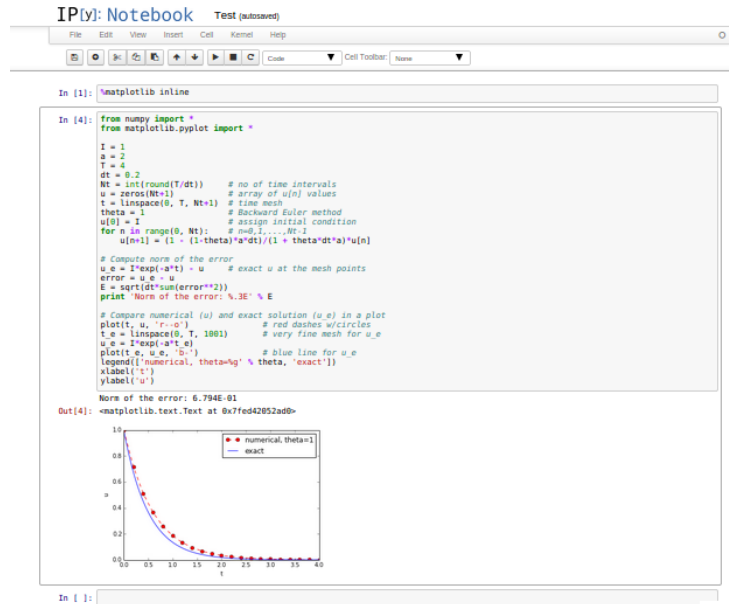 IP[y]: Notebook Test (autosaved)
File Edit View Insert Cell Kernel Help
Code Cell Toolbar: None
In [1]: %matplotlib inline
In [4]: from numpy import *
from matplotlib.pyplot import *
I = 1
a = 2
T = 4
dt = 0.2
Nt = int(round(T/dt)) # no of time intervals
u = zeros(Nt+1) # array of u[n] values
t = linspace(0, T, Nt+1) # time mesh
theta = 1 # Backward Euler method
u[0] = I # assign initial condition
for n in range(0, Nt): # n=0,1,...,Nt-1
u[n+1] = (1 - (1-theta)*a*dt)/(1 + theta*dt*a)*u[n]
# Compute norm of the error
u_e = I*exp(-a*t) - u # exact u at the mesh points
error = u_e - u
E = sqrt(dt*sum(error**2))
print 'Norm of the error: %.3E' % E
# Compare numerical (u) and exact solution (u_e) in a plot
plot(t, u, 'r--o') # red dashes w/circles
t_e = linspace(0, T, 1001) # very fine mesh for u_e
u_e = I*exp(-a*t_e)
plot(t_e, u_e, 'b-') # blue line for u_e
legend(['numerical, theta=%g' % theta, 'exact'])
xlabel('t')
ylabel('u')
Norm of the error: 6.794E-01
Out[4]: <matplotlib.text.Text at 0x7fed42052ad0>
numerical, theta=1
exact
1.0
0.8
0.6
0.4
0.2
0.0
u
0.0 0.5 1.0 1.5 2.0 2.5 3.0 3.5 4.0
t
In [ ]: